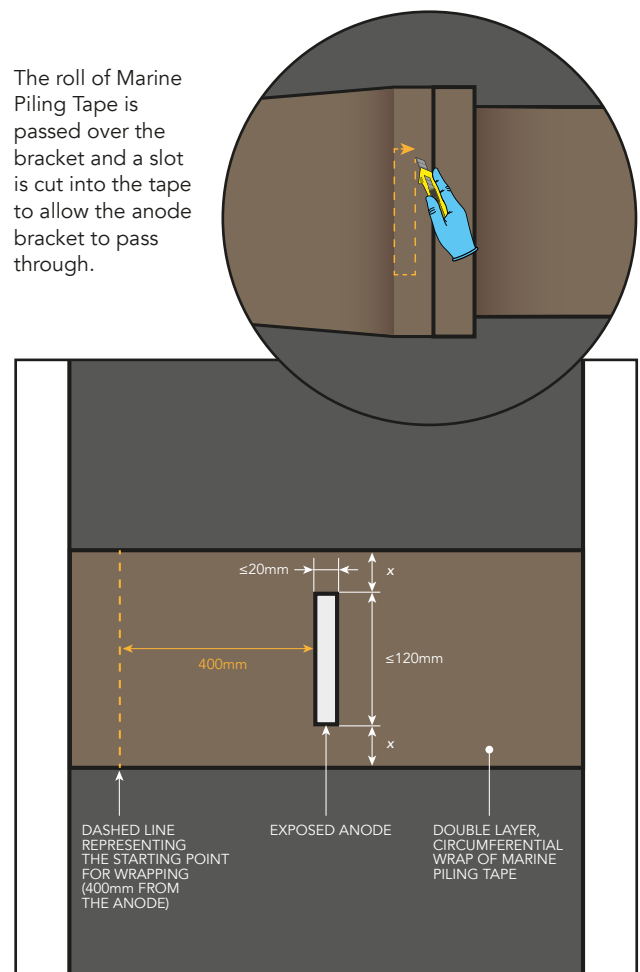 The roll of Marine
Piling Tape is
passed over the
bracket and a slot
is cut into the tape
to allow the anode
bracket to pass
through.
≤20mm
x
400mm
≤120mm
x
DASHED LINE
REPRESENTING
THE STARTING POINT
FOR WRAPPING
(400mm FROM
THE ANODE)
EXPOSED ANODE
DOUBLE LAYER,
CIRCUMFERENTIAL
WRAP OF MARINE
PILING TAPE